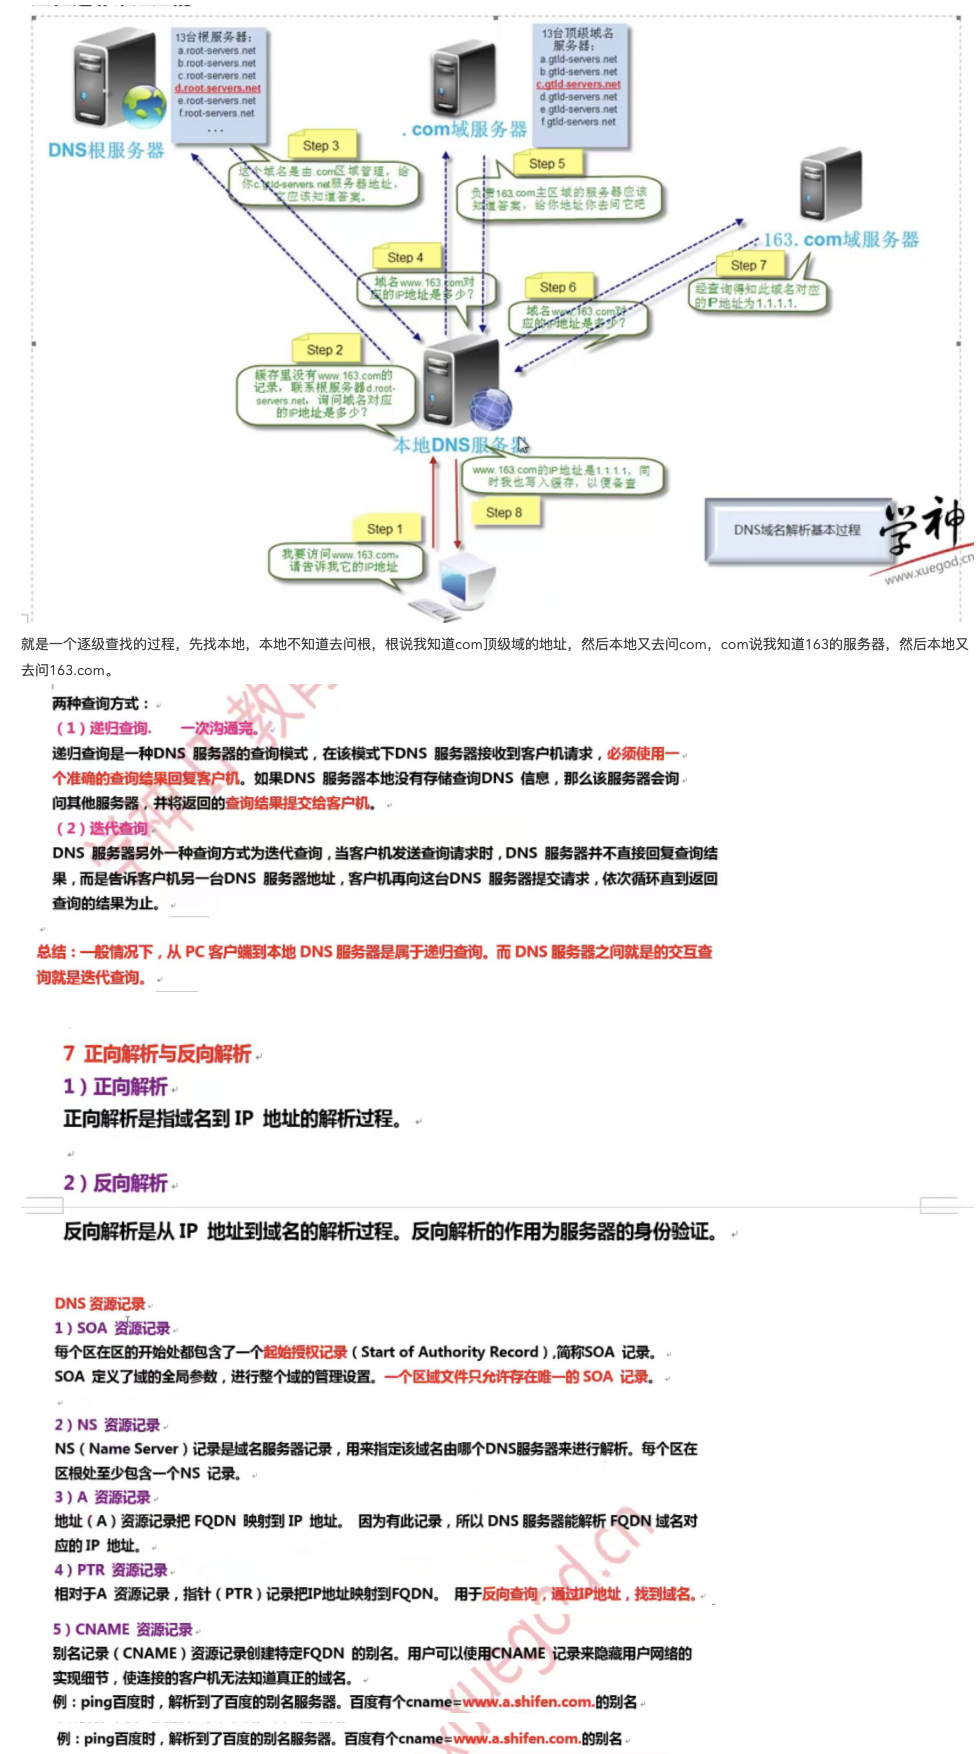 13台根服务器：
a.root-servers.net
b.root-servers.net
c.root-servers.net
d.root-servers.net
e.root-servers.net
f.root-servers.net
...
DNS根服务器
13台顶级域名
服务器：
a.gtld-servers.net
b.gtld-servers.net
c.gtld-servers.net
d.gtld-servers.net
e.gtld-servers.net
f.gtld-servers.net
.com域服务器
Step 3
这个域名是由.com区域管理，给
你c.gtld-servers.net服务器地址，
它应该知道答案。
Step 5
负责163.com主区域的服务器应该
知道答案，给你地址你去问它吧
163.com域服务器
Step 4
域名www.163.com对
应的IP地址是多少？
Step 6
域名www.163.com对
应的IP地址是多少？
Step 7
经查询得知此域名对应
的IP地址为1.1.1.1.
Step 2
缓存里没有www.163.com的
记录，联系根服务器d.root-
servers.net，询问域名对应
的IP地址是多少？
本地DNS服务器
www.163.com的IP地址是1.1.1.1，同
时我也写入缓存，以便备查
Step 8
Step 1
我要访问www.163.com，
请告诉我它的IP地址
DNS域名解析基本过程
学神
www.xuegod.cn
就是一个逐级查找的过程，先找本地，本地不知道去问根，根说我知道com顶级域的地址，然后本地又去问com，com说我知道163的服务器，然后本地又
去问163.com。
两种查询方式：
（1）递归查询. 一次沟通完。
递归查询是一种DNS 服务器的查询模式，在该模式下DNS 服务器接收到客户机请求，必须使用一
个准确的查询结果回复客户机。如果DNS 服务器本地没有存储查询DNS 信息，那么该服务器会询
问其他服务器，并将返回的查询结果提交给客户机。
（2）迭代查询
DNS 服务器另外一种查询方式为迭代查询，当客户机发送查询请求时，DNS 服务器并不直接回复查询结
果，而是告诉客户机另一台DNS 服务器地址，客户机再向这台DNS 服务器提交请求，依次循环直到返回
查询的结果为止。
总结：一般情况下，从 PC 客户端到本地 DNS 服务器是属于递归查询。而 DNS 服务器之间就是的交互查
询就是迭代查询。
7 正向解析与反向解析
1）正向解析
正向解析是指域名到 IP 地址的解析过程。
2）反向解析
反向解析是从 IP 地址到域名的解析过程。反向解析的作用为服务器的身份验证。
DNS 资源记录
1）SOA 资源记录
每个区在区的开始处都包含了一个起始授权记录（Start of Authority Record）,简称SOA 记录。
SOA 定义了域的全局参数，进行整个域的管理设置。一个区域文件只允许存在唯一的 SOA 记录。
2）NS 资源记录
NS（Name Server）记录是域名服务器记录，用来指定该域名由哪个DNS服务器来进行解析。每个区在
区根处至少包含一个NS 记录。
3）A 资源记录
地址（A）资源记录把 FQDN 映射到 IP 地址。 因为有此记录，所以 DNS 服务器能解析 FQDN 域名对
应的 IP 地址。
4）PTR 资源记录
相对于A 资源记录，指针（PTR）记录把IP地址映射到FQDN。 用于反向查询，通过IP地址，找到域名。
5）CNAME 资源记录
别名记录（CNAME）资源记录创建特定FQDN 的别名。用户可以使用CNAME 记录来隐藏用户网络的
实现细节，使连接的客户机无法知道真正的域名。
例：ping百度时，解析到了百度的别名服务器。百度有个cname=www.a.shifen.com.的别名
例：ping百度时，解析到了百度的别名服务器。百度有个cname=www.a.shifen.com.的别名